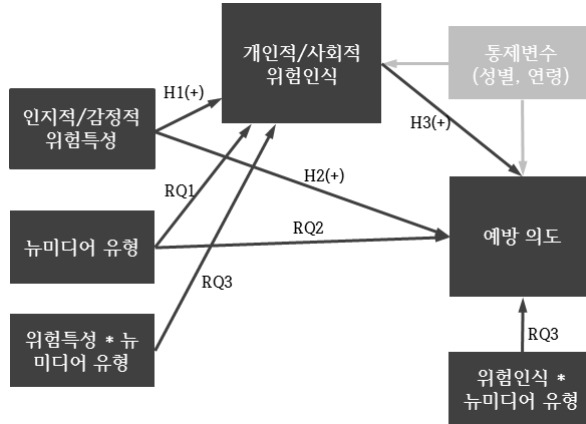 개인적/사회적
위험인식
통제변수
(성별, 연령)
H1(+)
인지적/감정적
위험특성
H3(+)
H2(+)
RQ1
뉴미디어 유형
RQ2
예방 의도
RQ3
위험특성 * 뉴
미디어 유형
RQ3
위험인식 *
뉴미디어 유형